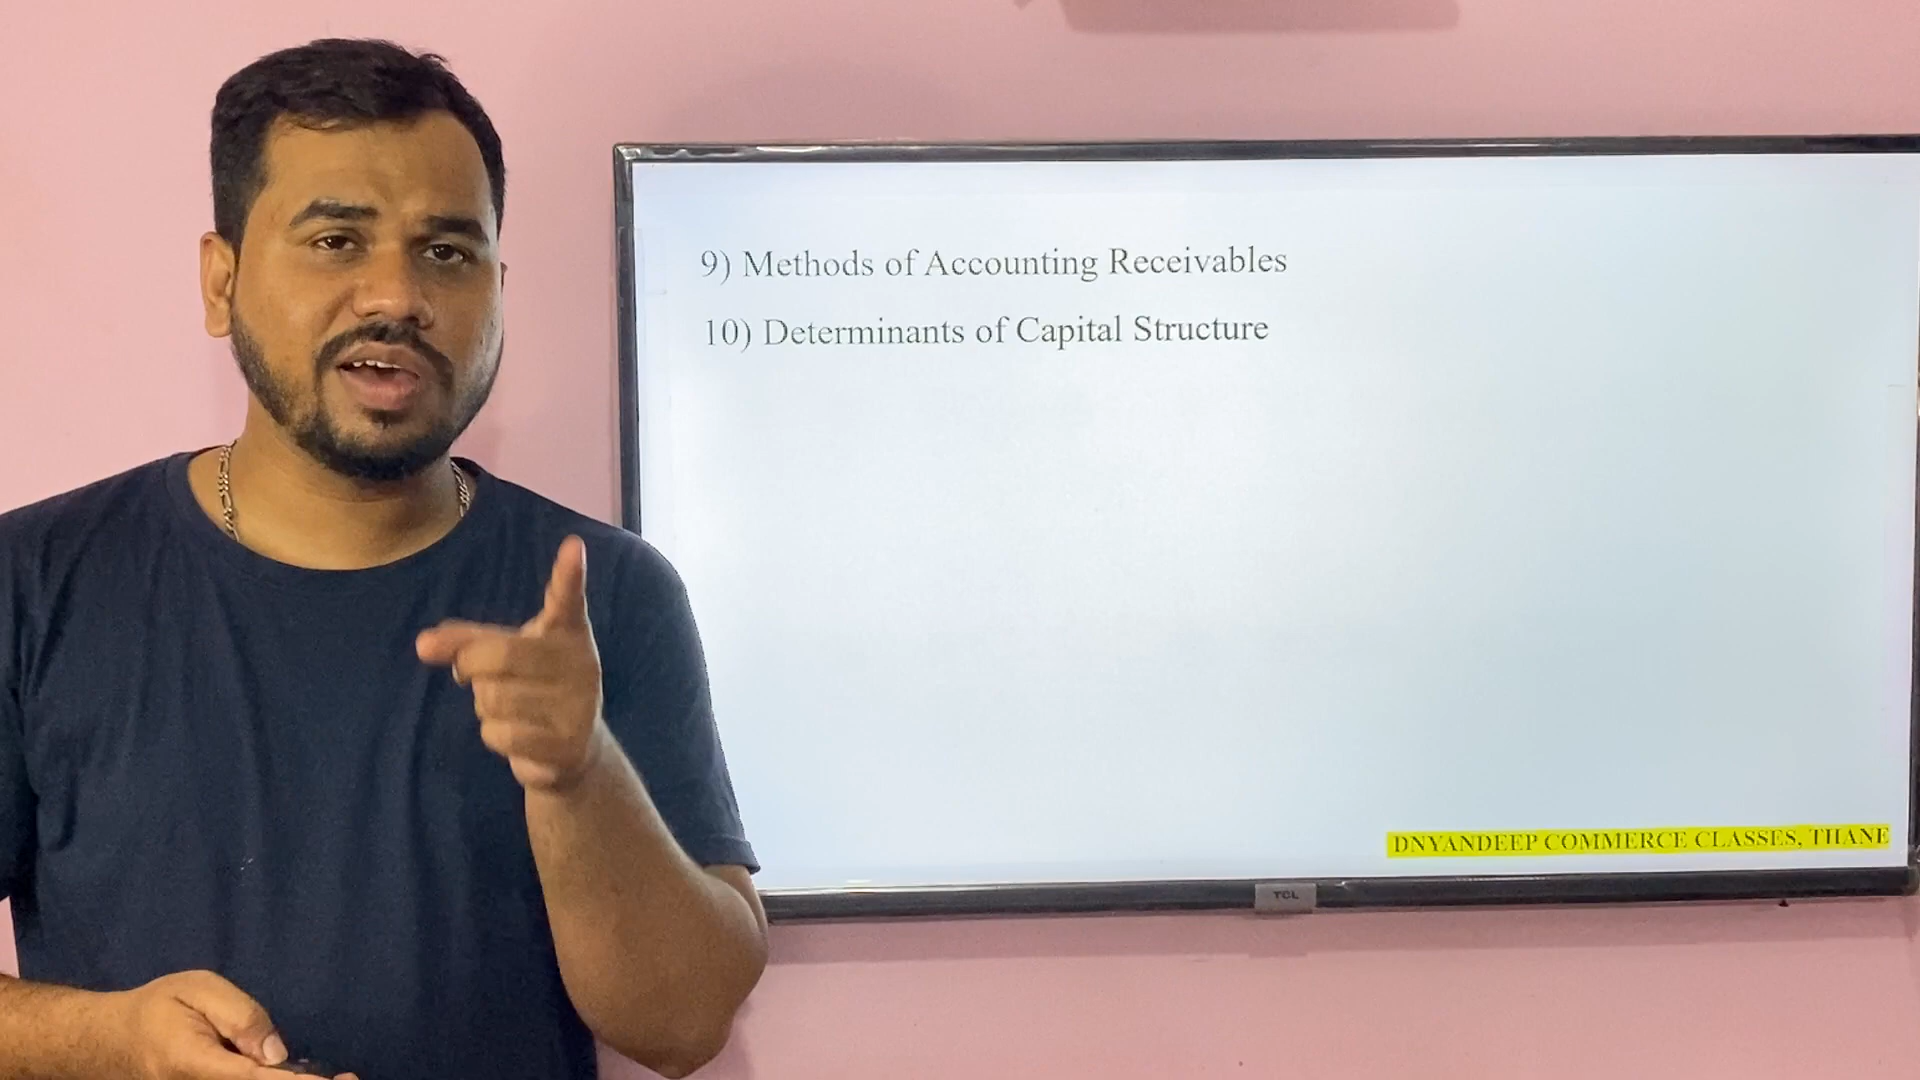 9) Methods of Accounting Receivables
10) Determinants of Capital Structure
DNYANDEEP COMMERCE CLASSES, THANE
TCL